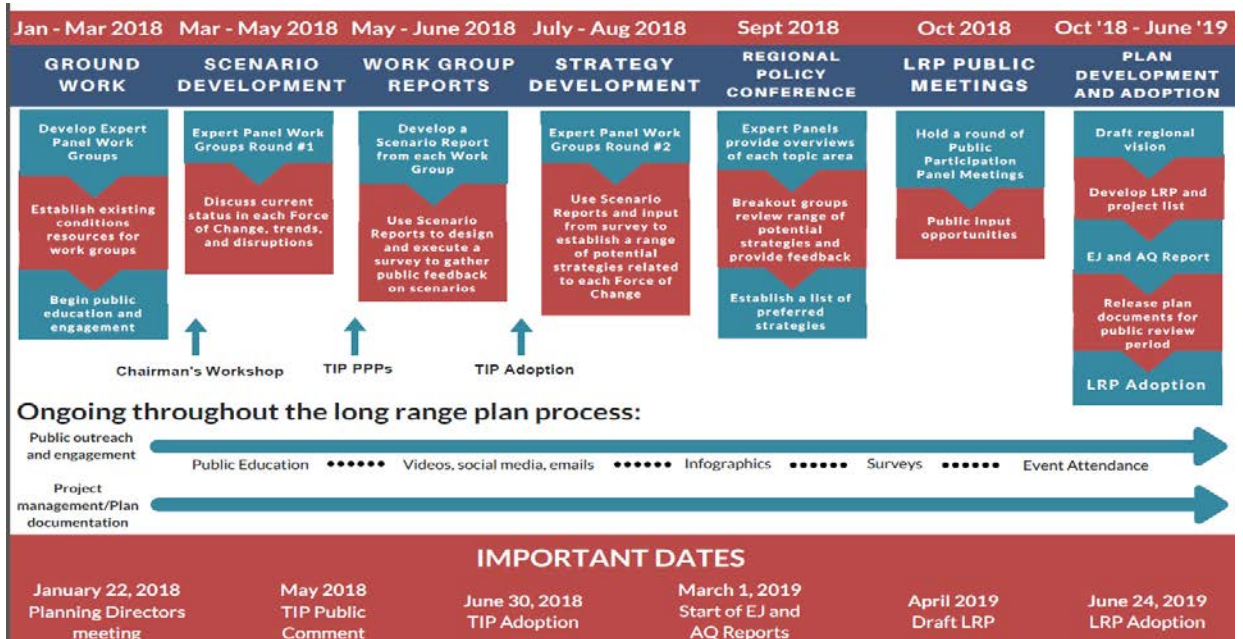 Jan - Mar 2018
Mar - May 2018
May - June 2018
July - Aug 2018
Sept 2018
Oct 2018
Oct '18 - June '19
GROUND
WORK
SCENARIO
DEVELOPMENT
WORK GROUP
REPORTS
STRATEGY
DEVELOPMENT
REGIONAL
POLICY
CONFERENCE
LRP PUBLIC
MEETINGS
PLAN
DEVELOPMENT
AND ADOPTION
Develop Expert
Panel Work
Groups
Establish existing
conditions
resources for
work groups
Begin public
education and
engagement
Expert Panel Work
Groups Round #1
Discuss current
status in each Force
of Change, trends,
and disruptions
Develop a
Scenario Report
from each Work
Group
Use Scenario
Reports to design
and execute a
survey to gather
public feedback
on scenarios
Expert Panel Work
Groups Round #2
Use Scenario
Reports and input
from survey to
establish a range
of potential
strategies related
to each Force of
Change
Expert Panels
provide overviews
of each topic area
Breakout groups
review range of
potential
strategies and
provide feedback
Establish a list of
preferred
strategies
Hold a round of
Public
Participation
Panel Meetings
Public input
opportunities
Draft regional
vision
Develop LRP and
project list
EJ and AQ Report
Release plan
documents for
public review
period
LRP Adoption
Chairman's Workshop
TIP PPPs
TIP Adoption
Ongoing throughout the long range plan process:
Public outreach
and engagement
Public Education
Videos, social media, emails
Infographics
Surveys
Event Attendance
Project
management/Plan
documentation
IMPORTANT DATES
January 22, 2018
Planning Directors
meeting
May 2018
TIP Public
Comment
June 30, 2018
TIP Adoption
March 1, 2019
Start of EJ and
AQ Reports
April 2019
Draft LRP
June 24, 2019
LRP Adoption